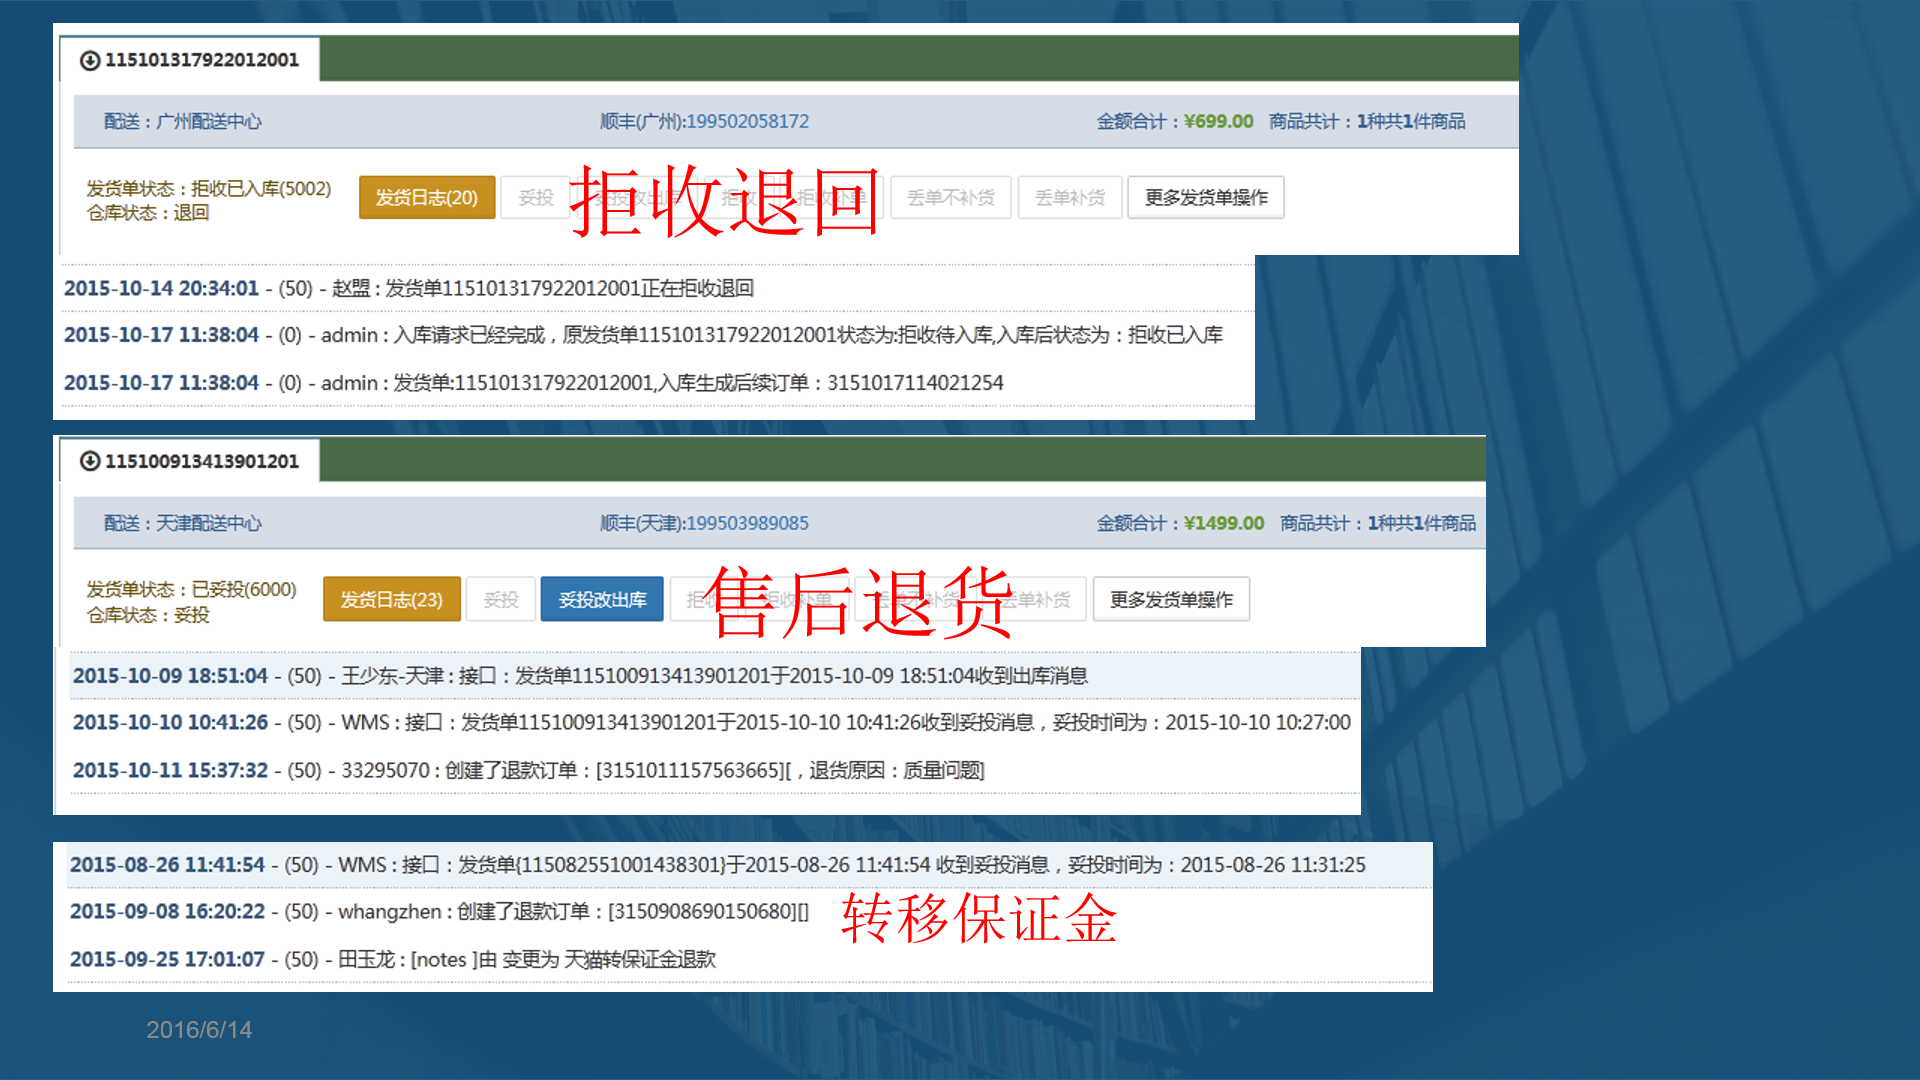 115101317922012001
配送：广州配送中心 顺丰(广州):199502058172 金额合计：¥699.00 商品共计：1种共1件商品
发货单状态：拒收已入库(5002)
仓库状态：退回
发货日志(20) 妥投 妥投改出库 拒收 拒收补单 丢单不补货 丢单补货 更多发货单操作
拒收退回
2015-10-14 20:34:01 - (50) - 赵盟 : 发货单115101317922012001正在拒收退回
2015-10-17 11:38:04 - (0) - admin : 入库请求已经完成，原发货单115101317922012001状态为:拒收待入库,入库后状态为：拒收已入库
2015-10-17 11:38:04 - (0) - admin : 发货单:115101317922012001,入库生成后续订单：3151017114021254
115100913413901201
配送：天津配送中心 顺丰(天津):199503989085 金额合计：¥1499.00 商品共计：1种共1件商品
发货单状态：已妥投(6000)
仓库状态：妥投
发货日志(23) 妥投 妥投改出库 拒收 拒收补单 丢单不补货 丢单补货 更多发货单操作
售后退货
2015-10-09 18:51:04 - (50) - 王少东-天津 : 接口：发货单115100913413901201于2015-10-09 18:51:04收到出库消息
2015-10-10 10:41:26 - (50) - WMS : 接口：发货单115100913413901201于2015-10-10 10:41:26收到妥投消息，妥投时间为：2015-10-10 10:27:00
2015-10-11 15:37:32 - (50) - 33295070 : 创建了退款订单：[3151011157563665][，退货原因：质量问题]
2015-08-26 11:41:54 - (50) - WMS : 接口：发货单{115082551001438301}于2015-08-26 11:41:54 收到妥投消息，妥投时间为：2015-08-26 11:31:25
2015-09-08 16:20:22 - (50) - whangzhen : 创建了退款订单：[3150908690150680][]
转移保证金
2015-09-25 17:01:07 - (50) - 田玉龙 : [notes ]由 变更为 天猫转保证金退款
2016/6/14